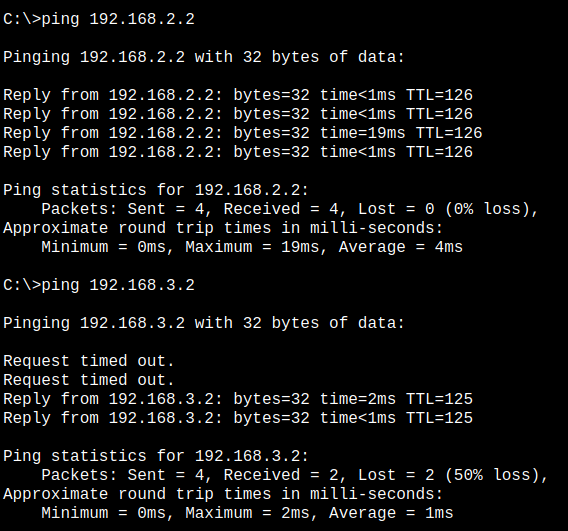 C:\>ping 192.168.2.2
Pinging 192.168.2.2 with 32 bytes of data:
Reply from 192.168.2.2: bytes=32 time<1ms TTL=126
Reply from 192.168.2.2: bytes=32 time<1ms TTL=126
Reply from 192.168.2.2: bytes=32 time=19ms TTL=126
Reply from 192.168.2.2: bytes=32 time<1ms TTL=126
Ping statistics for 192.168.2.2:
    Packets: Sent = 4, Received = 4, Lost = 0 (0% loss),
Approximate round trip times in milli-seconds:
    Minimum = 0ms, Maximum = 19ms, Average = 4ms
C:\>ping 192.168.3.2
Pinging 192.168.3.2 with 32 bytes of data:
Request timed out.
Request timed out.
Reply from 192.168.3.2: bytes=32 time=2ms TTL=125
Reply from 192.168.3.2: bytes=32 time<1ms TTL=125
Ping statistics for 192.168.3.2:
    Packets: Sent = 4, Received = 2, Lost = 2 (50% loss),
Approximate round trip times in milli-seconds:
    Minimum = 0ms, Maximum = 2ms, Average = 1ms